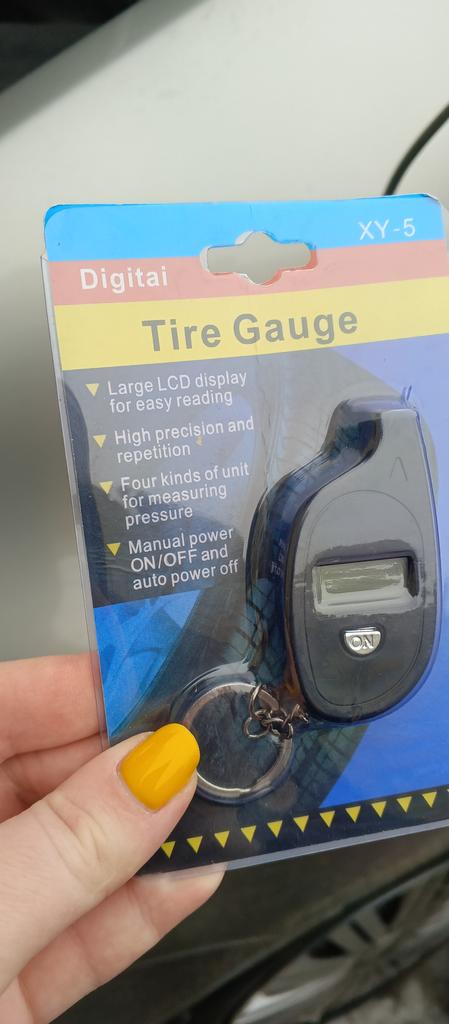 XY-5
Digitai
Tire Gauge
Large LCD display
for easy reading
High precision and
repetition
Four kinds of unit
for measuring
pressure
Manual power
ON/OFF and
auto power off
ON